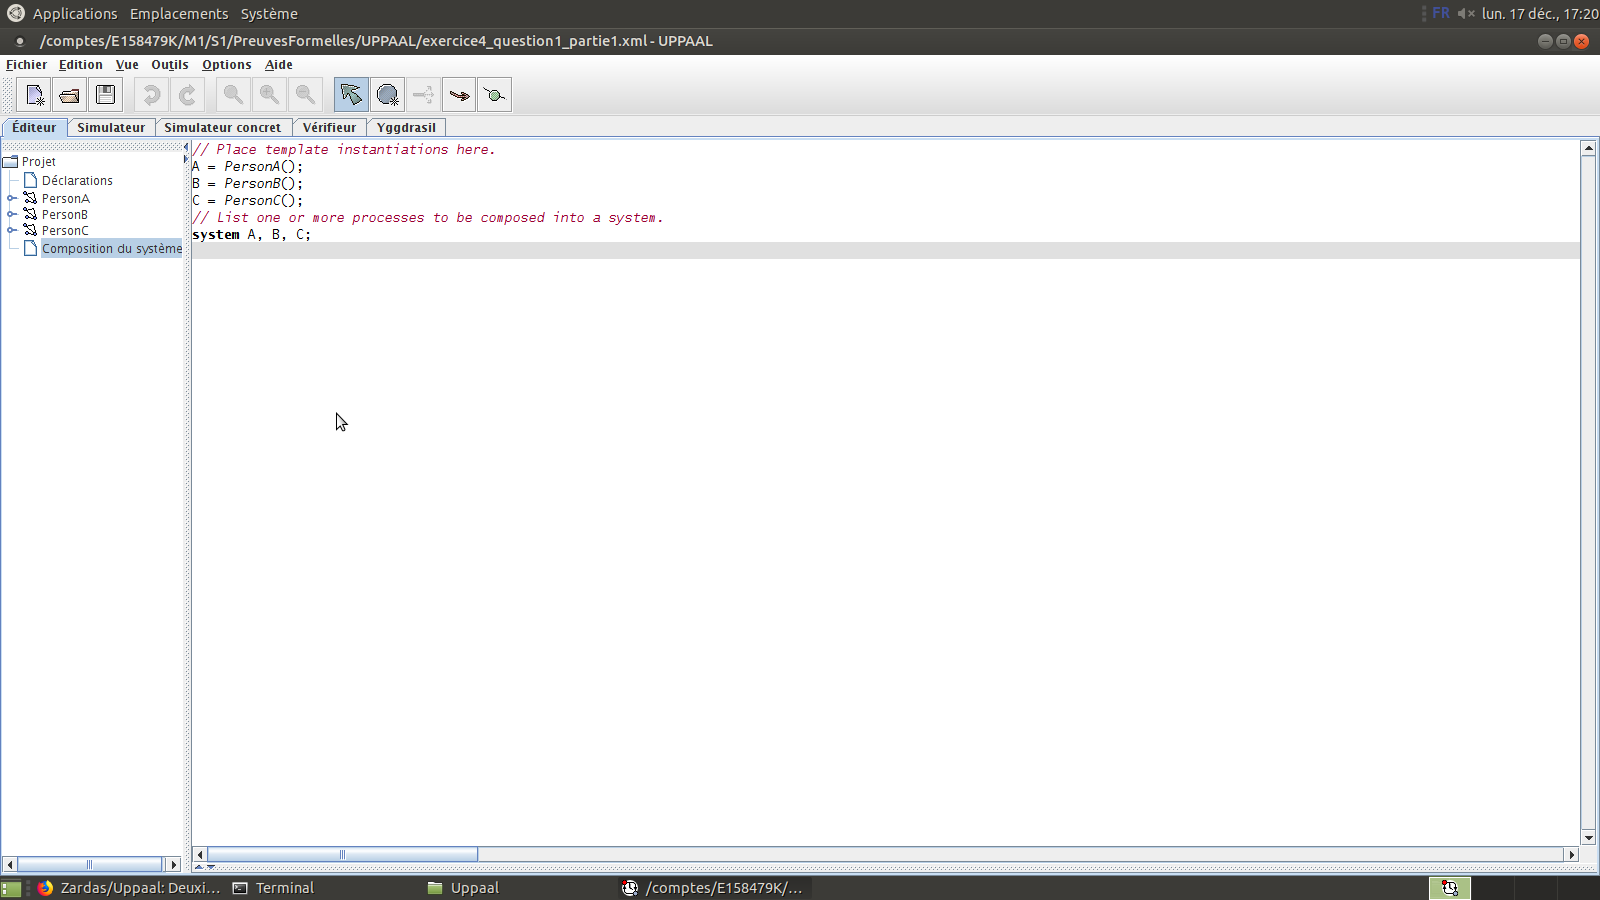 Applications Emplacements Système
FR lun. 17 déc., 17:20
/comptes/E158479K/M1/S1/PreuvesFormelles/UPPAAL/exercice4_question1_partie1.xml - UPPAAL
Fichier Edition Vue Outils Options Aide
Éditeur Simulateur Simulateur concret Vérifieur Yggdrasil
Projet
Déclarations
PersonA
PersonB
PersonC
Composition du système
// Place template instantiations here.
A = PersonA();
B = PersonB();
C = PersonC();
// List one or more processes to be composed into a system.
system A, B, C;
Zardas/Uppaal: Deuxi... Terminal Uppaal /comptes/E158479K/...